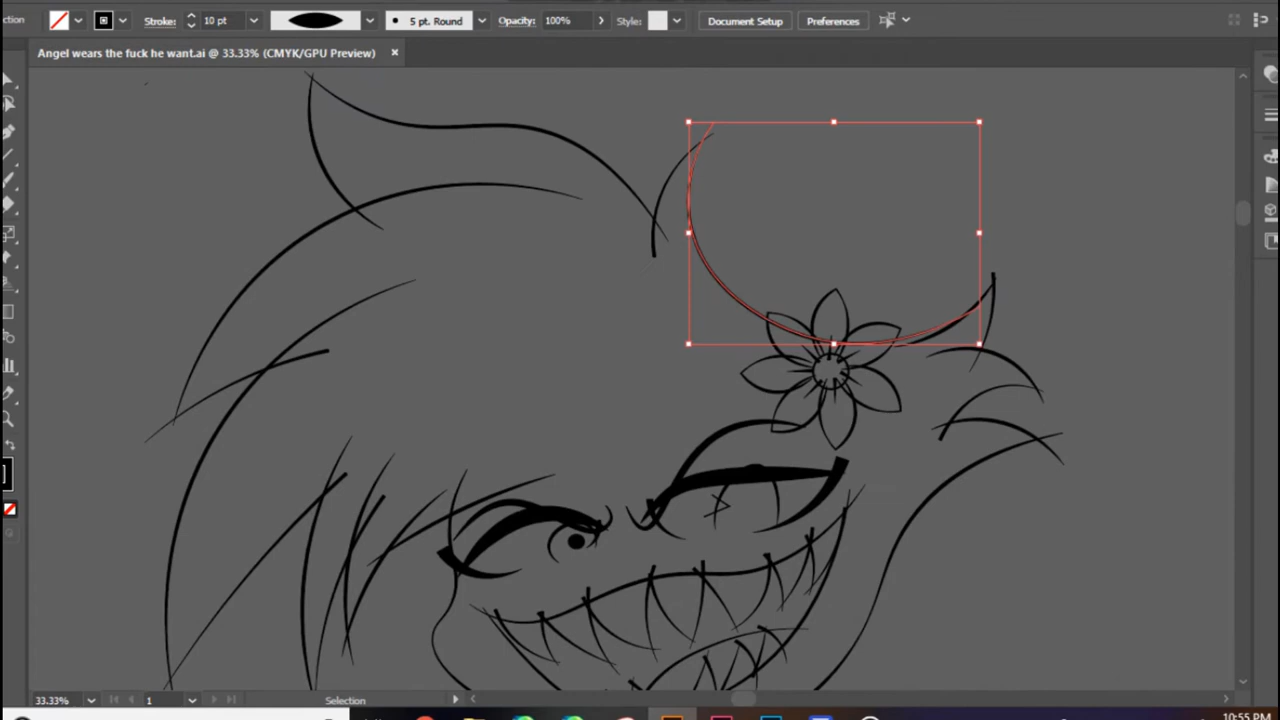 ction Stroke: 10 pt 5 pt. Round Opacity: 100% Style: Document Setup Preferences
Angel wears the fuck he want.ai @ 33.33% (CMYK/GPU Preview) ×
33.33% 1 Selection
10:55 PM